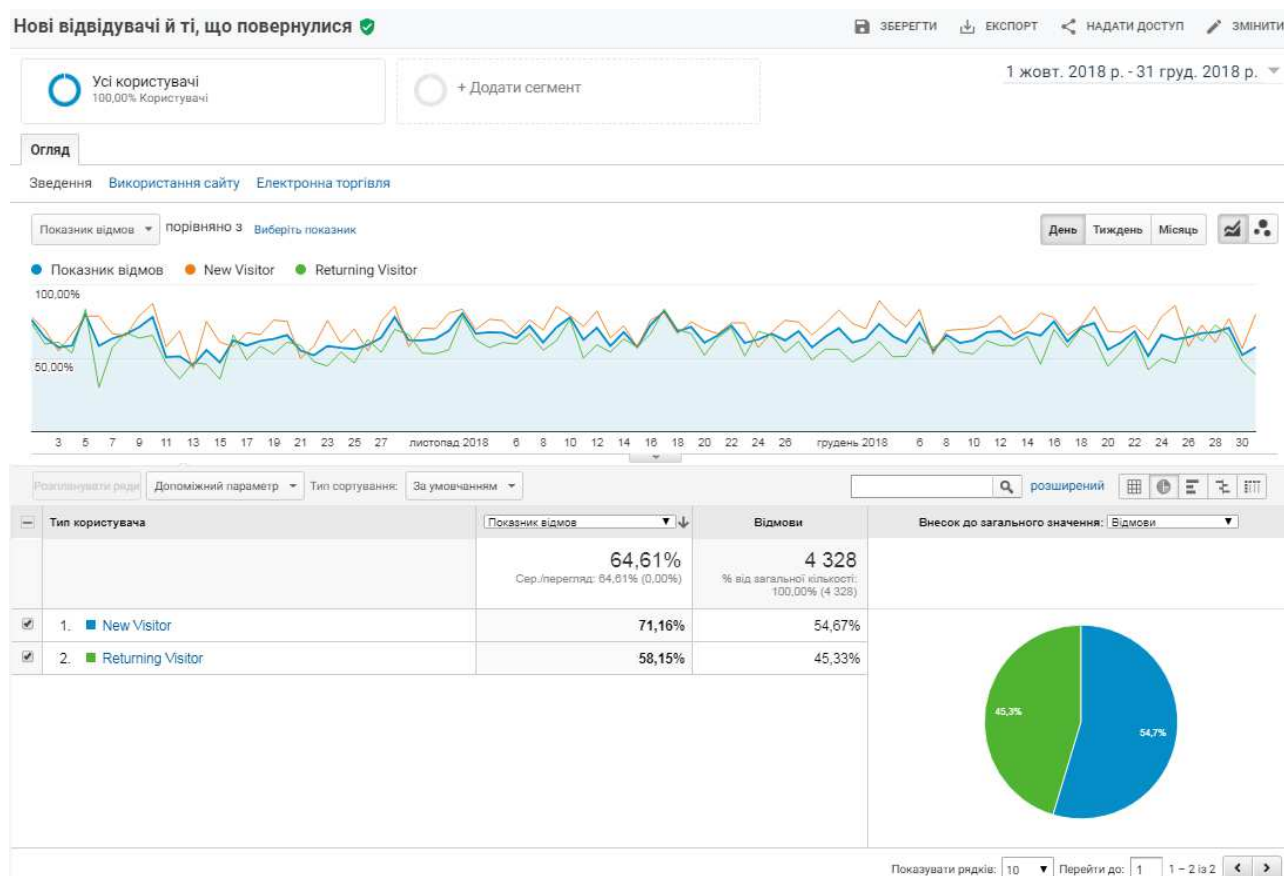 Нові відвідувачі й ті, що повернулися
ЗБЕРЕГТИ ЕКСПОРТ НАДАТИ ДОСТУП ЗМІНИТИ
Усі користувачі
100,00% Користувачі
+ Додати сегмент
1 жовт. 2018 р. - 31 груд. 2018 р.
Огляд
Зведення Використання сайту Електронна торгівля
Показник відмов порівняно з Виберіть показник
День Тиждень Місяць
Показник відмов New Visitor Returning Visitor
100,00%
50,00%
3 5 7 9 11 13 15 17 19 21 23 25 27 листопад 2018 6 8 10 12 14 16 18 20 22 24 26 грудень 2018 6 8 10 12 14 16 18 20 22 24 26 28 30
Розпланувати ряди Допоміжний параметр Тип сортування: За умовчанням розширений
Тип користувача Показник відмов Відмови Внесок до загального значення: Відмови
64,61%
Сер./перегляд: 64,61% (0,00%)
4 328
% від загальної кількості:
100,00% (4 328)
1. New Visitor 71,16% 54,67%
2. Returning Visitor 58,15% 45,33%
45,3%
54,7%
Показувати рядків: 10 Перейти до: 1 1 – 2 із 2